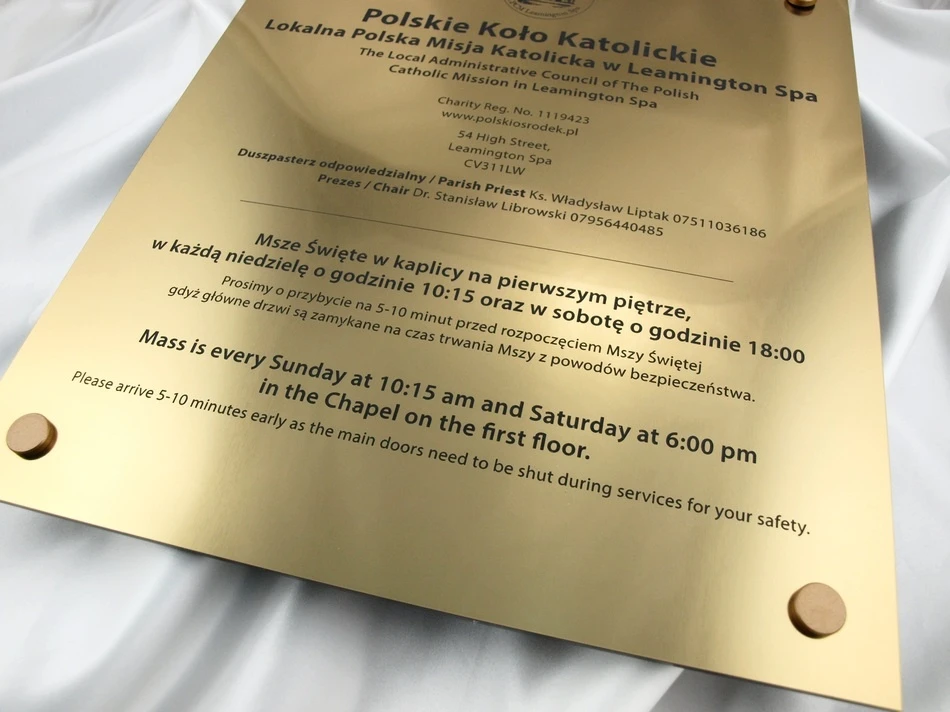 Leamington Spa
Polskie Koło Katolickie
Lokalna Polska Misja Katolicka w Leamington Spa
The Local Administrative Council of The Polish
Catholic Mission in Leamington Spa
Charity Reg. No. 1119423
www.polskiosrodek.pl
54 High Street,
Leamington Spa
CV311LW
Duszpasterz odpowiedzialny / Parish Priest Ks. Władysław Liptak 07511036186
Prezes / Chair Dr. Stanisław Librowski 07956440485
Msze Święte w kaplicy na pierwszym piętrze,
w każdą niedzielę o godzinie 10:15 oraz w sobotę o godzinie 18:00
Prosimy o przybycie na 5-10 minut przed rozpoczęciem Mszy Świętej
gdyż główne drzwi są zamykane na czas trwania Mszy z powodów bezpieczeństwa.
Mass is every Sunday at 10:15 am and Saturday at 6:00 pm
in the Chapel on the first floor.
Please arrive 5-10 minutes early as the main doors need to be shut during services for your safety.